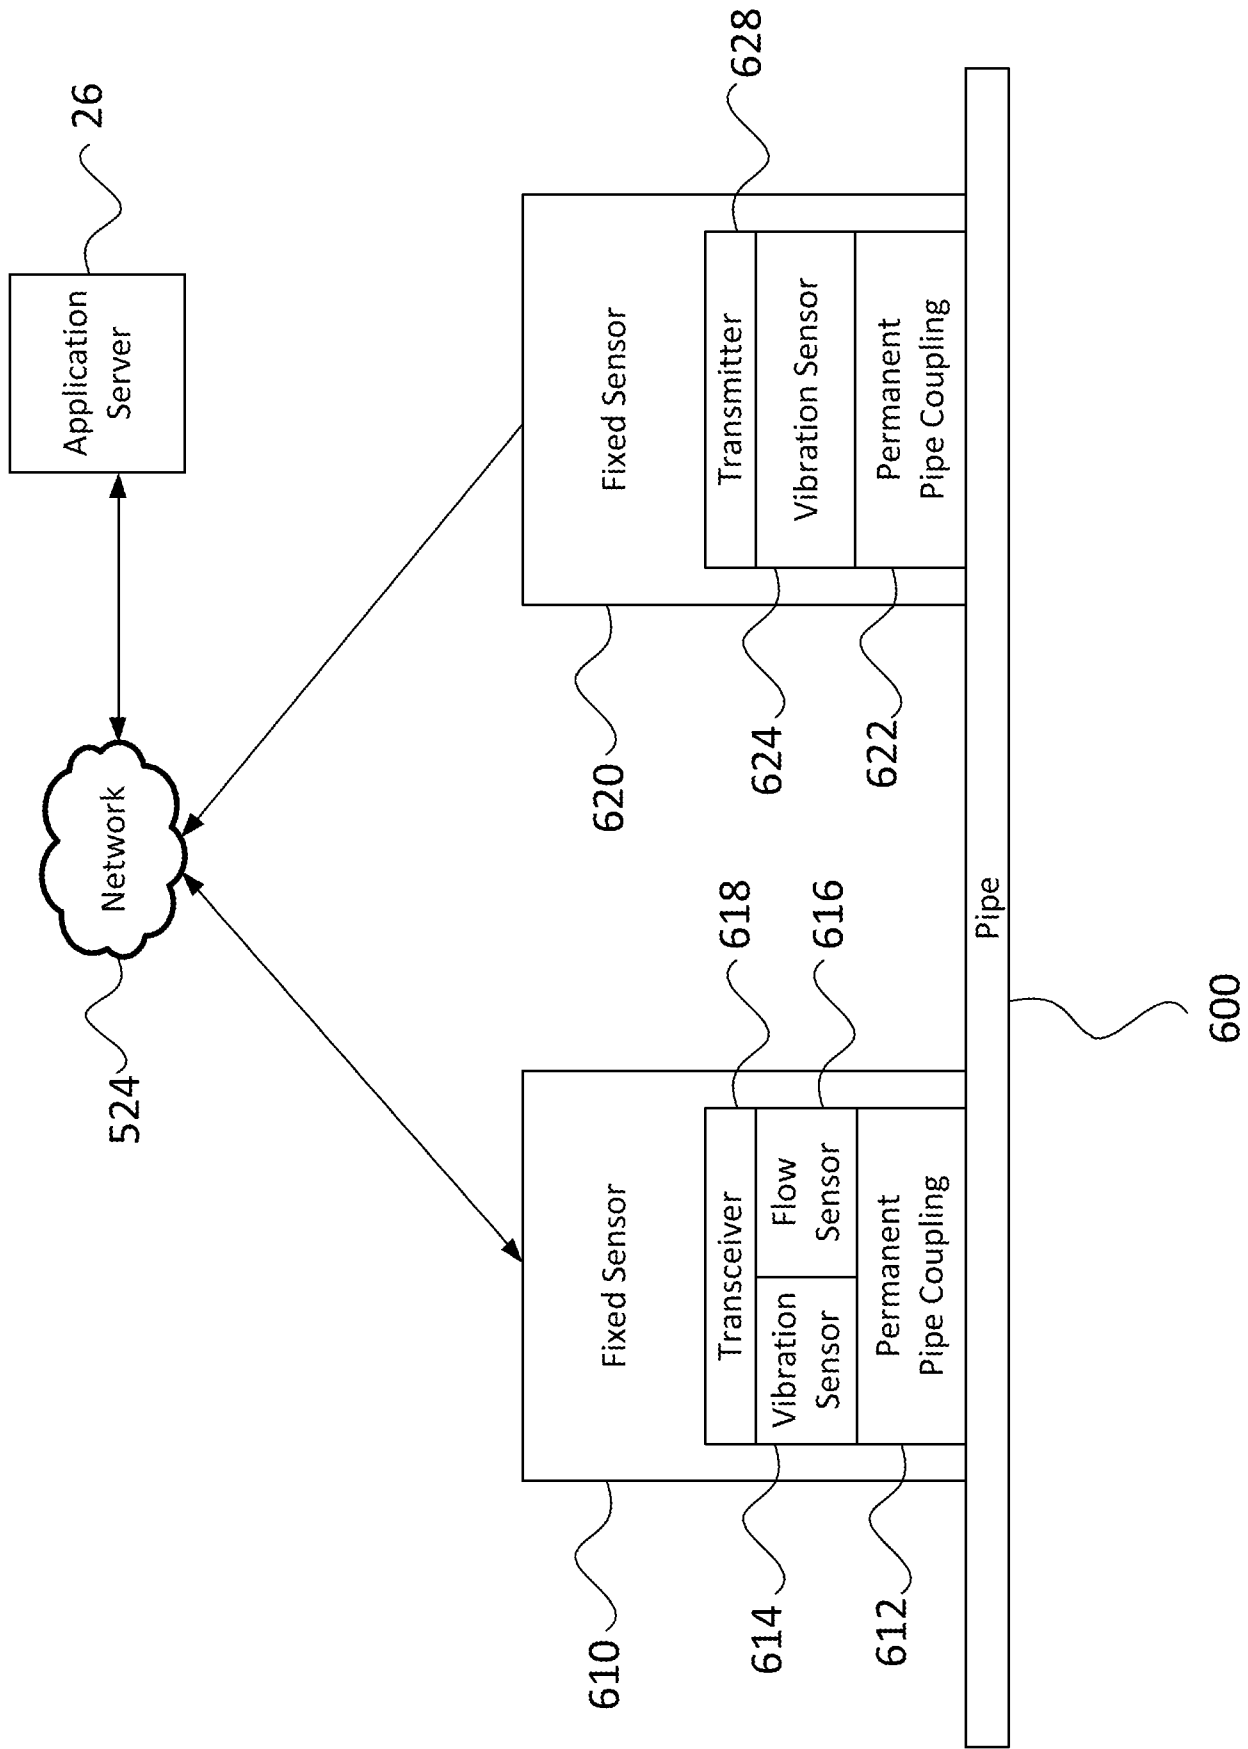 26
Application
Server
Network
524
Fixed Sensor
610
Transceiver
618
Vibration
Sensor
614
Flow
Sensor
616
Permanent
Pipe Coupling
612
Fixed Sensor
620
Transmitter
628
Vibration Sensor
624
Permanent
Pipe Coupling
622
Pipe
600